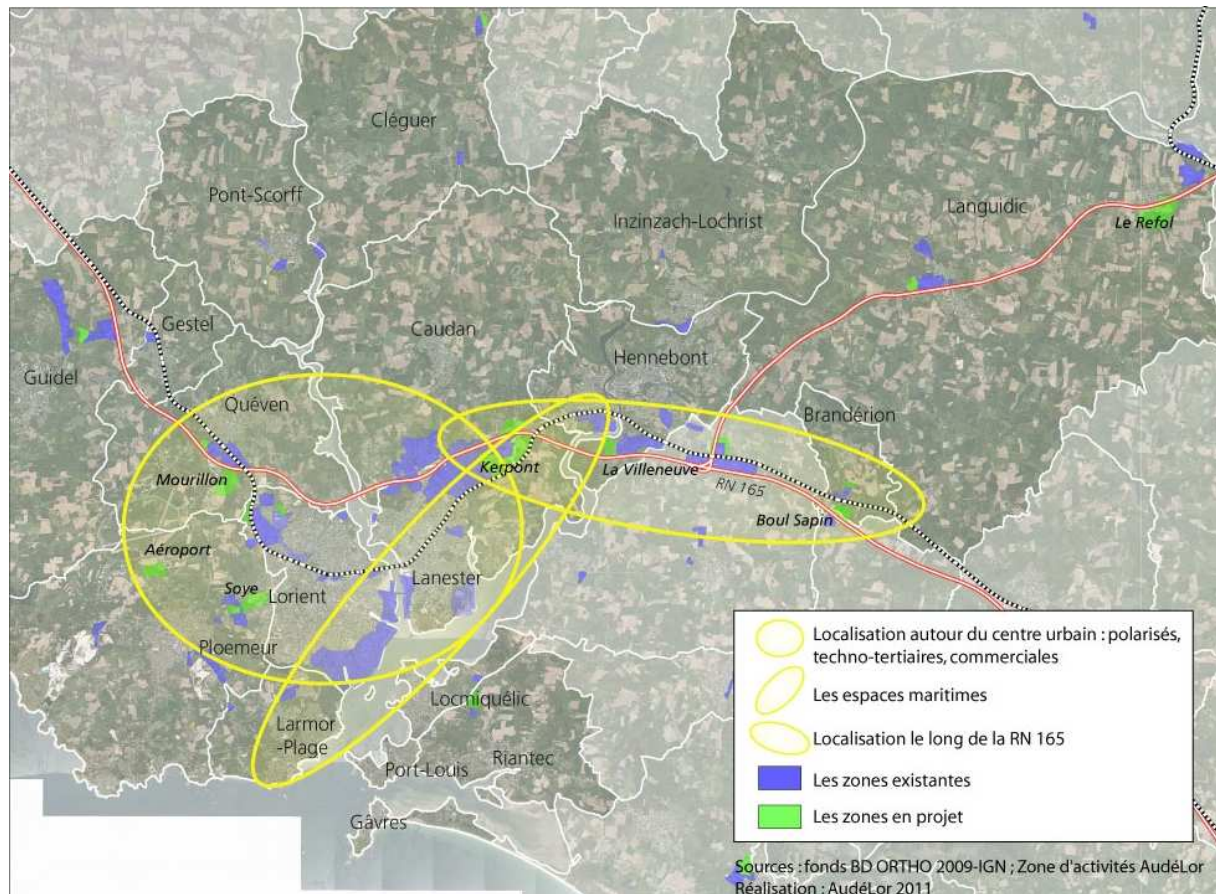 Cléguer
Pont-Scorff
Inzinzach-Lochrist
Languidic
Le Refol
Gestel
Caudan
Hennebont
Guidel
Quéven
Brandérion
Mourillon
Kerpont
La Villeneuve
RN 165
Boul Sapin
Aéroport
Soye
Lorient
Lanester
Ploemeur
Locmiquélic
Larmor
-Plage
Riantec
Port-Louis
Gâvres
Localisation autour du centre urbain : polarisés,
techno-tertiaires, commerciales
Les espaces maritimes
Localisation le long de la RN 165
Les zones existantes
Les zones en projet
Sources : fonds BD ORTHO 2009-IGN ; Zone d'activités AudéLor
Réalisation : AudéLor 2011